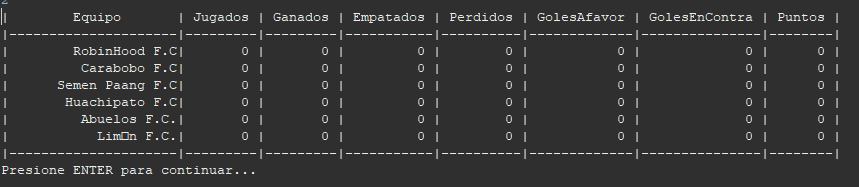 2
|        Equipo        | Jugados | Ganados | Empatados | Perdidos | GolesAfavor | GolesEnContra | Puntos |
|----------------------|---------|---------|-----------|----------|-------------|---------------|--------|
|         RobinHood F.C|       0 |       0 |         0 |        0 |           0 |             0 |      0 |
|          Carabobo F.C|       0 |       0 |         0 |        0 |           0 |             0 |      0 |
|       Semen Paang F.C|       0 |       0 |         0 |        0 |           0 |             0 |      0 |
|        Huachipato F.C|       0 |       0 |         0 |        0 |           0 |             0 |      0 |
|          Abuelos F.C.|       0 |       0 |         0 |        0 |           0 |             0 |      0 |
|            Lim□n F.C.|       0 |       0 |         0 |        0 |           0 |             0 |      0 |
|----------------------|---------|---------|-----------|----------|-------------|---------------|--------|
Presione ENTER para continuar...